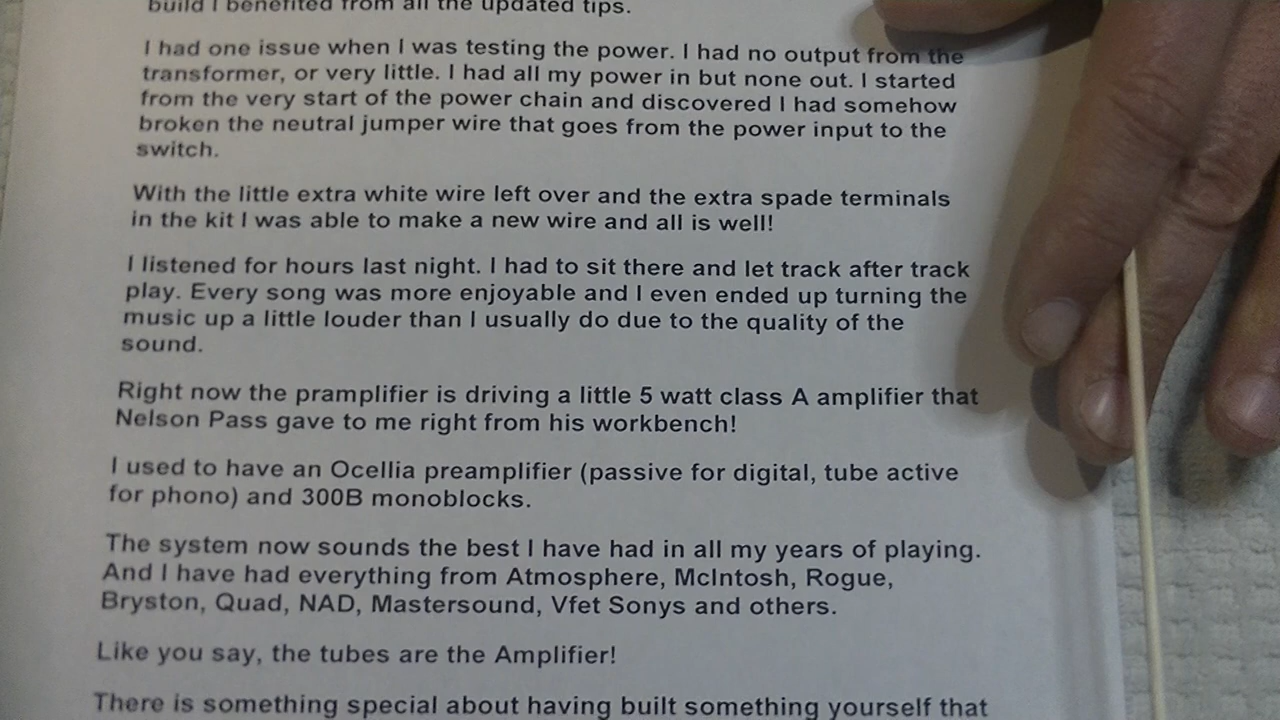 build I benefited from all the updated tips.
I had one issue when I was testing the power. I had no output from the
transformer, or very little. I had all my power in but none out. I started
from the very start of the power chain and discovered I had somehow
broken the neutral jumper wire that goes from the power input to the
switch.
With the little extra white wire left over and the extra spade terminals
in the kit I was able to make a new wire and all is well!
I listened for hours last night. I had to sit there and let track after track
play. Every song was more enjoyable and I even ended up turning the
music up a little louder than I usually do due to the quality of the
sound.
Right now the pramplifier is driving a little 5 watt class A amplifier that
Nelson Pass gave to me right from his workbench!
I used to have an Ocellia preamplifier (passive for digital, tube active
for phono) and 300B monoblocks.
The system now sounds the best I have had in all my years of playing.
And I have had everything from Atmosphere, McIntosh, Rogue,
Bryston, Quad, NAD, Mastersound, Vfet Sonys and others.
Like you say, the tubes are the Amplifier!
There is something special about having built something yourself that